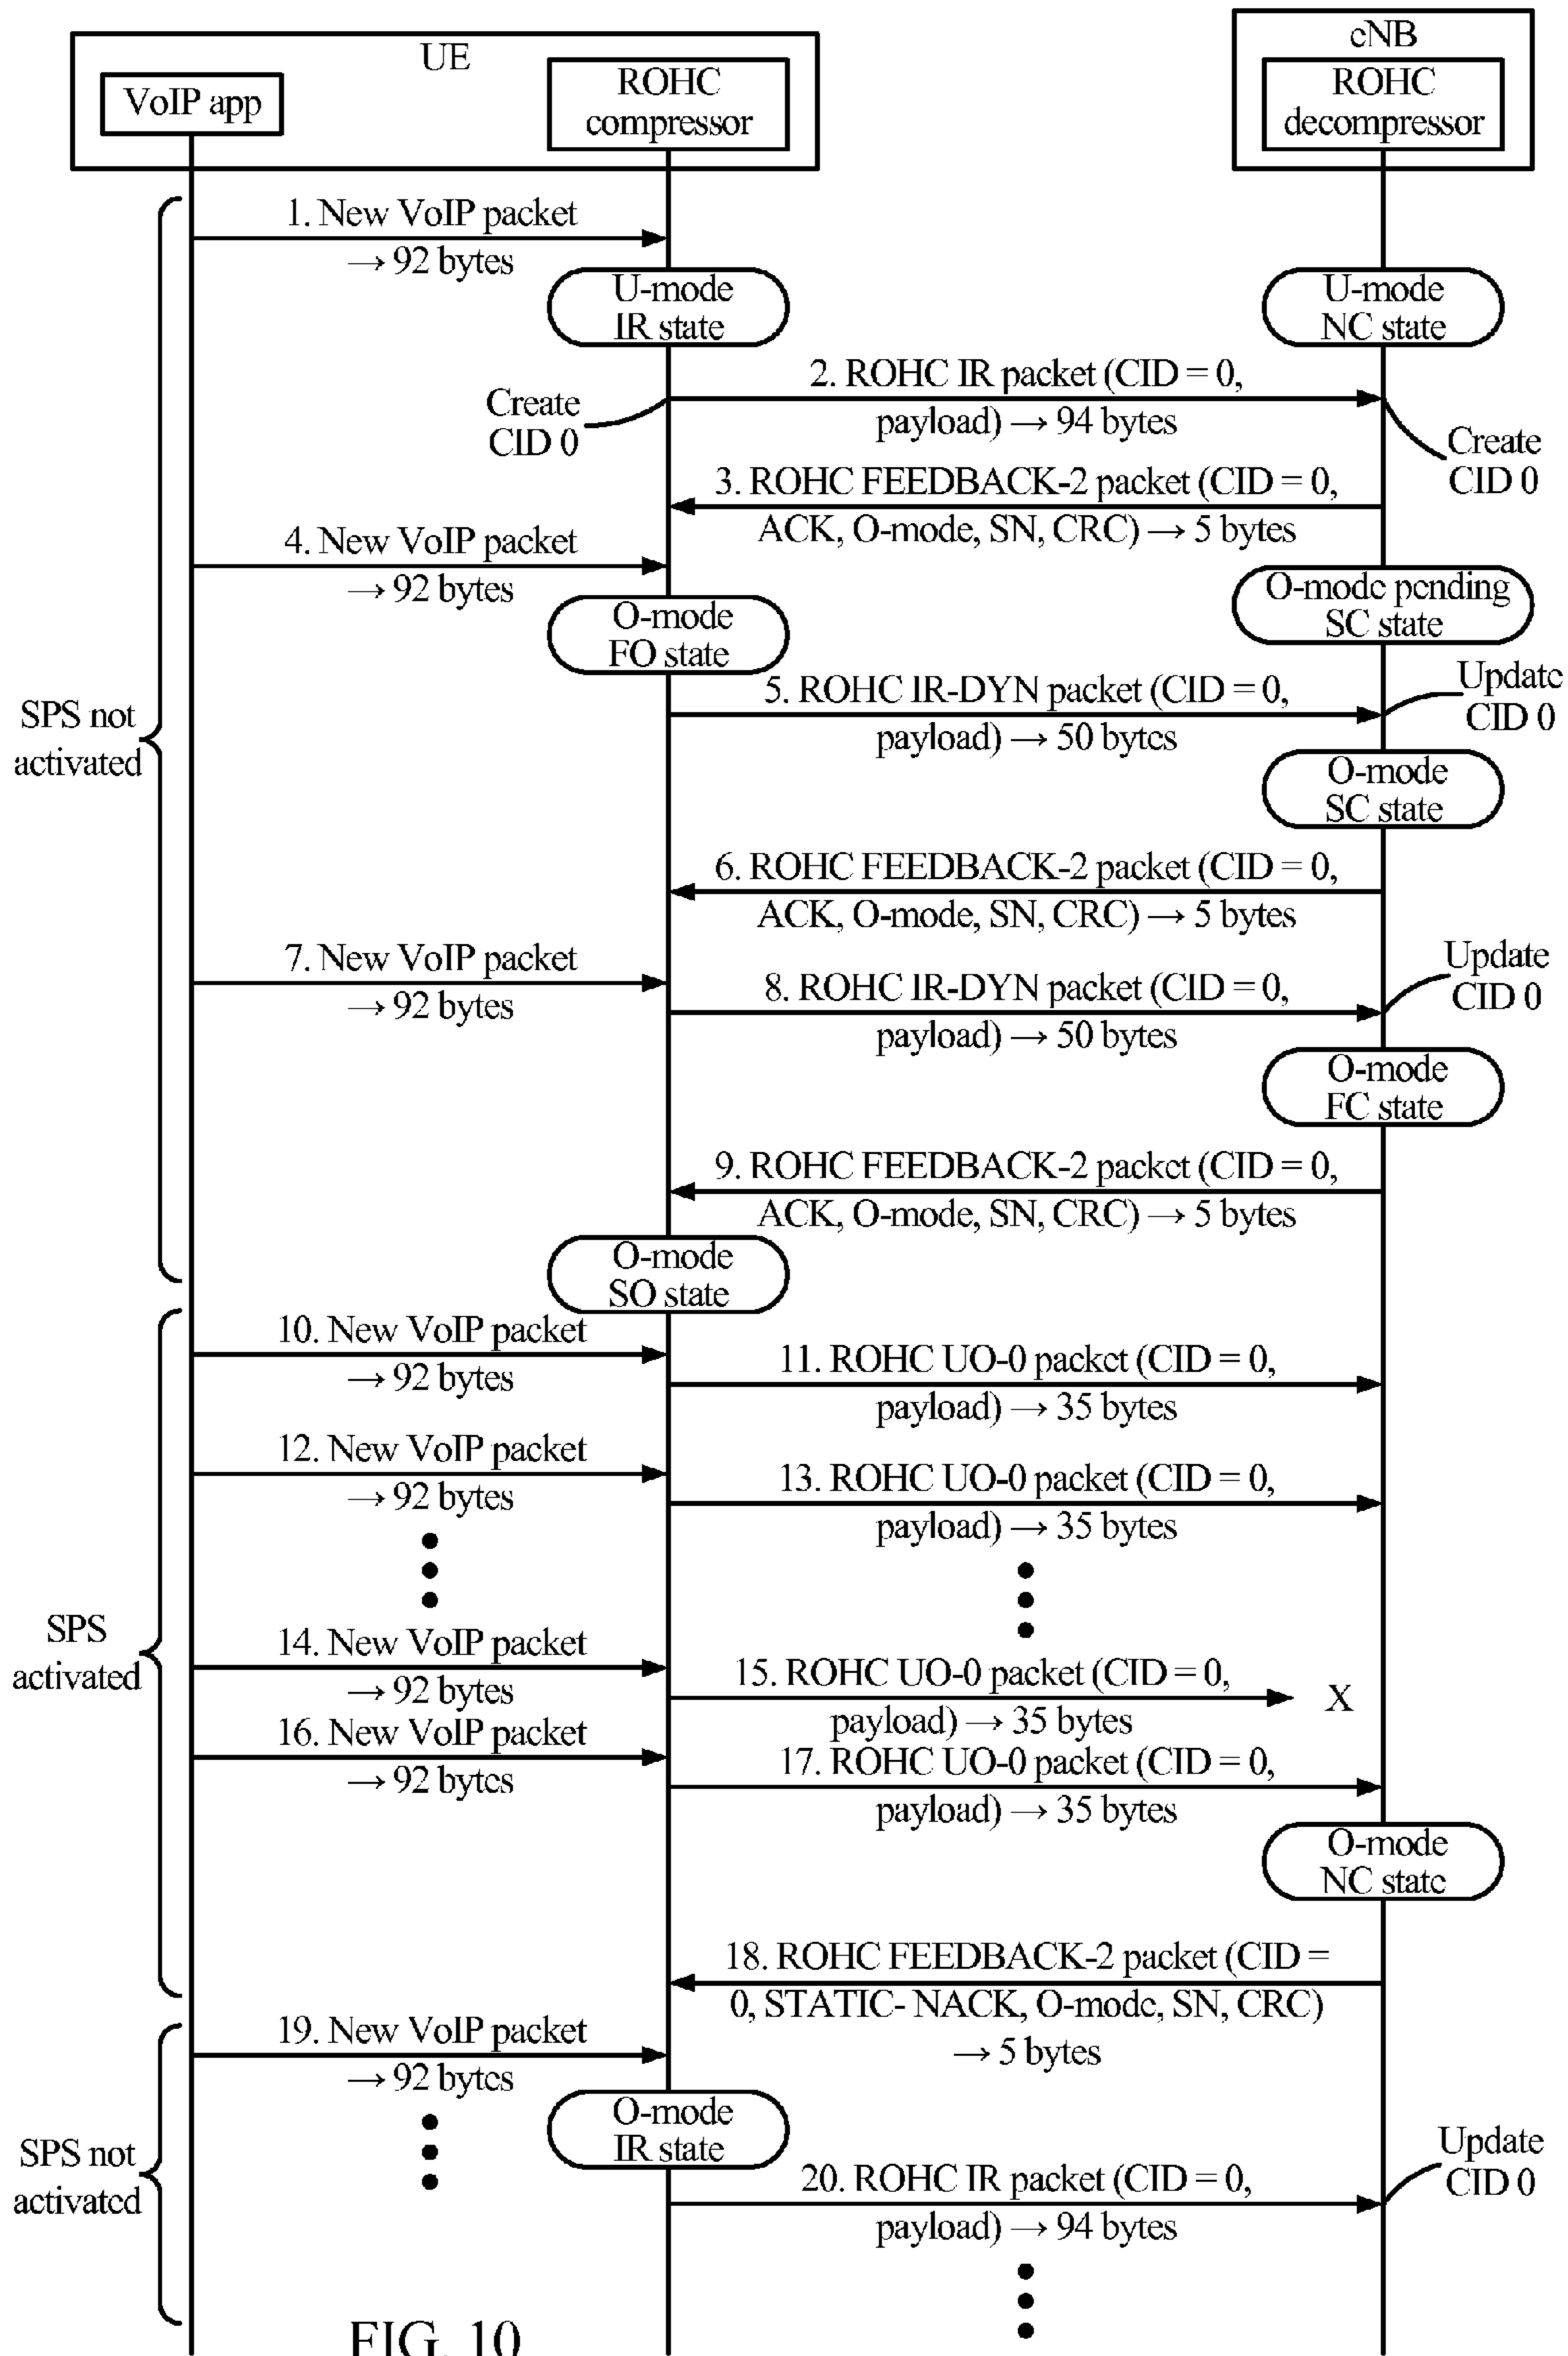 UE
eNB
VoIP app
ROHC
compressor
ROHC
decompressor
1. New VoIP packet
→ 92 bytes
U-mode
IR state
U-mode
NC state
2. ROHC IR packet (CID = 0,
payload) → 94 bytes
Create
CID 0
Create
CID 0
3. ROHC FEEDBACK-2 packet (CID = 0,
ACK, O-mode, SN, CRC) → 5 bytes
4. New VoIP packet
→ 92 bytes
O-mode pending
SC state
O-mode
FO state
5. ROHC IR-DYN packet (CID = 0,
payload) → 50 bytes
Update
CID 0
SPS not
activated
O-mode
SC state
6. ROHC FEEDBACK-2 packet (CID = 0,
ACK, O-mode, SN, CRC) → 5 bytes
7. New VoIP packet
→ 92 bytes
8. ROHC IR-DYN packet (CID = 0,
payload) → 50 bytes
Update
CID 0
O-mode
FC state
9. ROHC FEEDBACK-2 packet (CID = 0,
ACK, O-mode, SN, CRC) → 5 bytes
O-mode
SO state
10. New VoIP packet
→ 92 bytes
11. ROHC UO-0 packet (CID = 0,
payload) → 35 bytes
12. New VoIP packet
→ 92 bytes
13. ROHC UO-0 packet (CID = 0,
payload) → 35 bytes
SPS
activated
14. New VoIP packet
→ 92 bytes
15. ROHC UO-0 packet (CID = 0,
payload) → 35 bytes
X
16. New VoIP packet
→ 92 bytes
17. ROHC UO-0 packet (CID = 0,
payload) → 35 bytes
O-mode
NC state
18. ROHC FEEDBACK-2 packet (CID =
0, STATIC- NACK, O-mode, SN, CRC)
→ 5 bytes
19. New VoIP packet
→ 92 bytes
O-mode
IR state
SPS not
activated
20. ROHC IR packet (CID = 0,
payload) → 94 bytes
Update
CID 0
FIG. 10